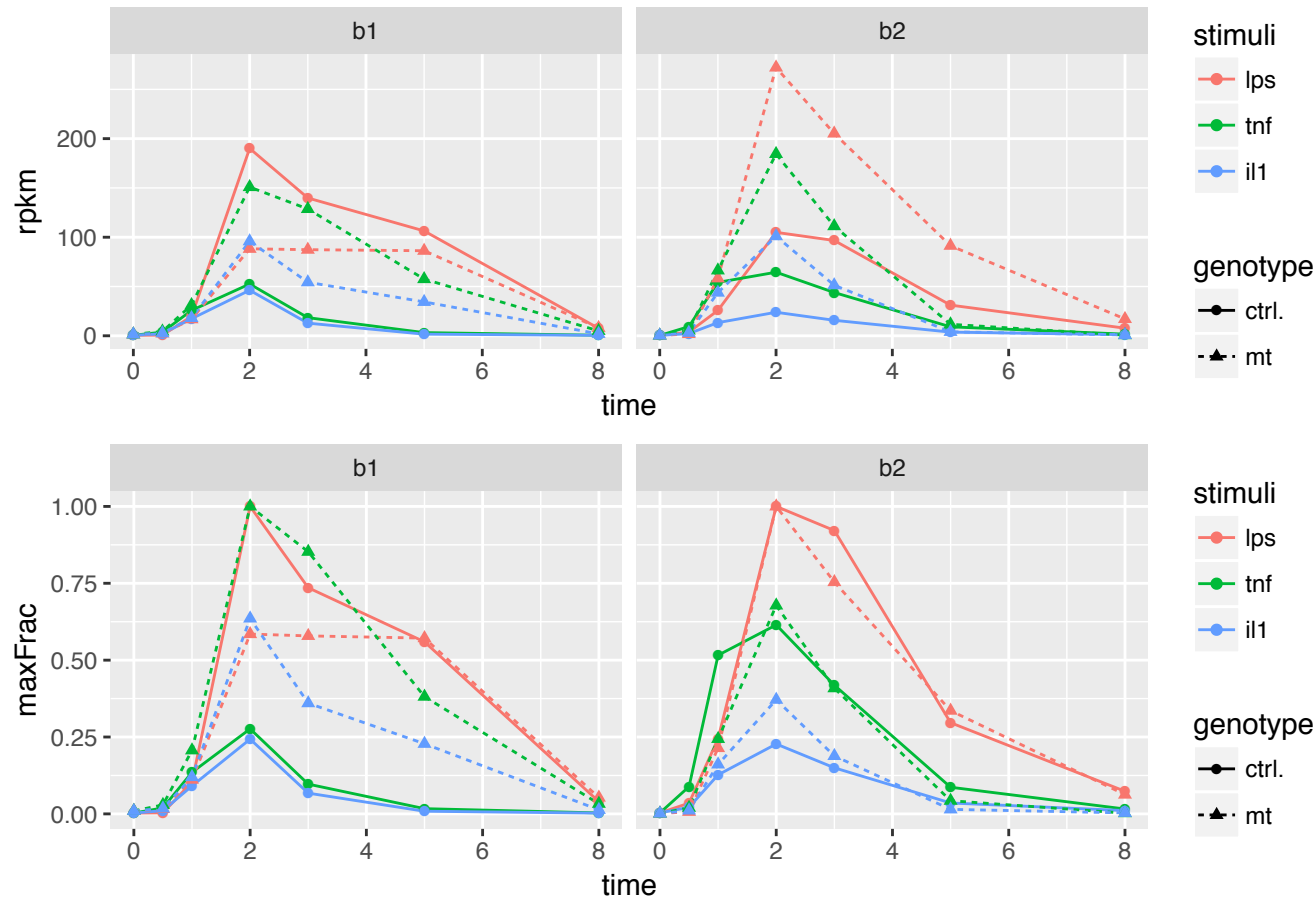 b1
b2
rpkm
200
100
0
0
2
4
6
8
0
2
4
6
8
time
stimuli
lps
tnf
il1
genotype
ctrl.
mt
b1
b2
maxFrac
1.00
0.75
0.50
0.25
0.00
0
2
4
6
8
0
2
4
6
8
time
stimuli
lps
tnf
il1
genotype
ctrl.
mt